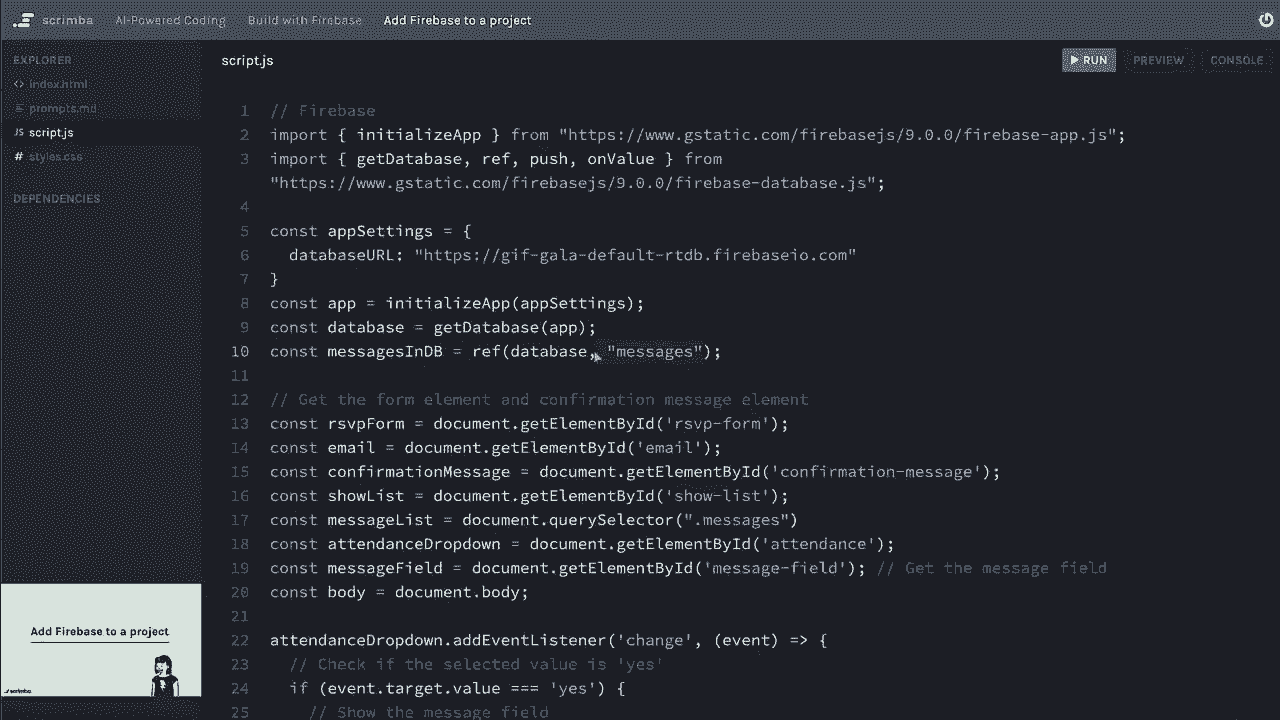 scrimba AI-Powered Coding Build with Firebase Add Firebase to a project
EXPLORER
<> index.html
prompts.md
JS script.js
# styles.css
DEPENDENCIES
script.js
RUN PREVIEW CONSOLE
1 // Firebase
2 import { initializeApp } from "https://www.gstatic.com/firebasejs/9.0.0/firebase-app.js";
3 import { getDatabase, ref, push, onValue } from
"https://www.gstatic.com/firebasejs/9.0.0/firebase-database.js";
4
5 const appSettings = {
6 databaseURL: "https://gif-gala-default-rtdb.firebaseio.com"
7 }
8 const app = initializeApp(appSettings);
9 const database = getDatabase(app);
10 const messagesInDB = ref(database, "messages");
11
12 // Get the form element and confirmation message element
13 const rsvpForm = document.getElementById('rsvp-form');
14 const email = document.getElementById('email');
15 const confirmationMessage = document.getElementById('confirmation-message');
16 const showList = document.getElementById('show-list');
17 const messageList = document.querySelector(".messages")
18 const attendanceDropdown = document.getElementById('attendance');
19 const messageField = document.getElementById('message-field'); // Get the message field
20 const body = document.body;
21
22 attendanceDropdown.addEventListener('change', (event) => {
23 // Check if the selected value is 'yes'
24 if (event.target.value === 'yes') {
25 // Show the message field
Add Firebase to a project
scrimba